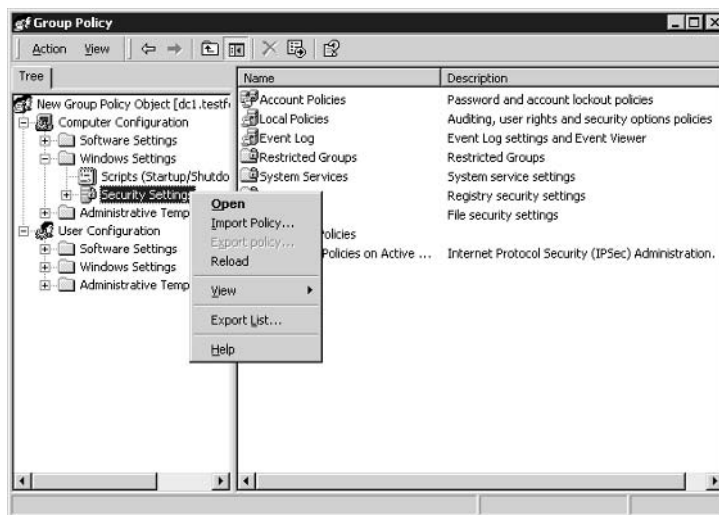 Group Policy
Action View
Tree
Name Description
New Group Policy Object [dc1.testf
Computer Configuration
Software Settings
Windows Settings
Scripts (Startup/Shutdo
Security Settings
Administrative Temp
User Configuration
Software Settings
Windows Settings
Administrative Temp
Account Policies Password and account lockout policies
Local Policies Auditing, user rights and security options policies
Event Log Event Log settings and Event Viewer
Restricted Groups Restricted Groups
System Services System service settings
Registry security settings
File security settings
olicies
Policies on Active ... Internet Protocol Security (IPSec) Administration.
Open
Import Policy...
Export policy...
Reload
View
Export List...
Help